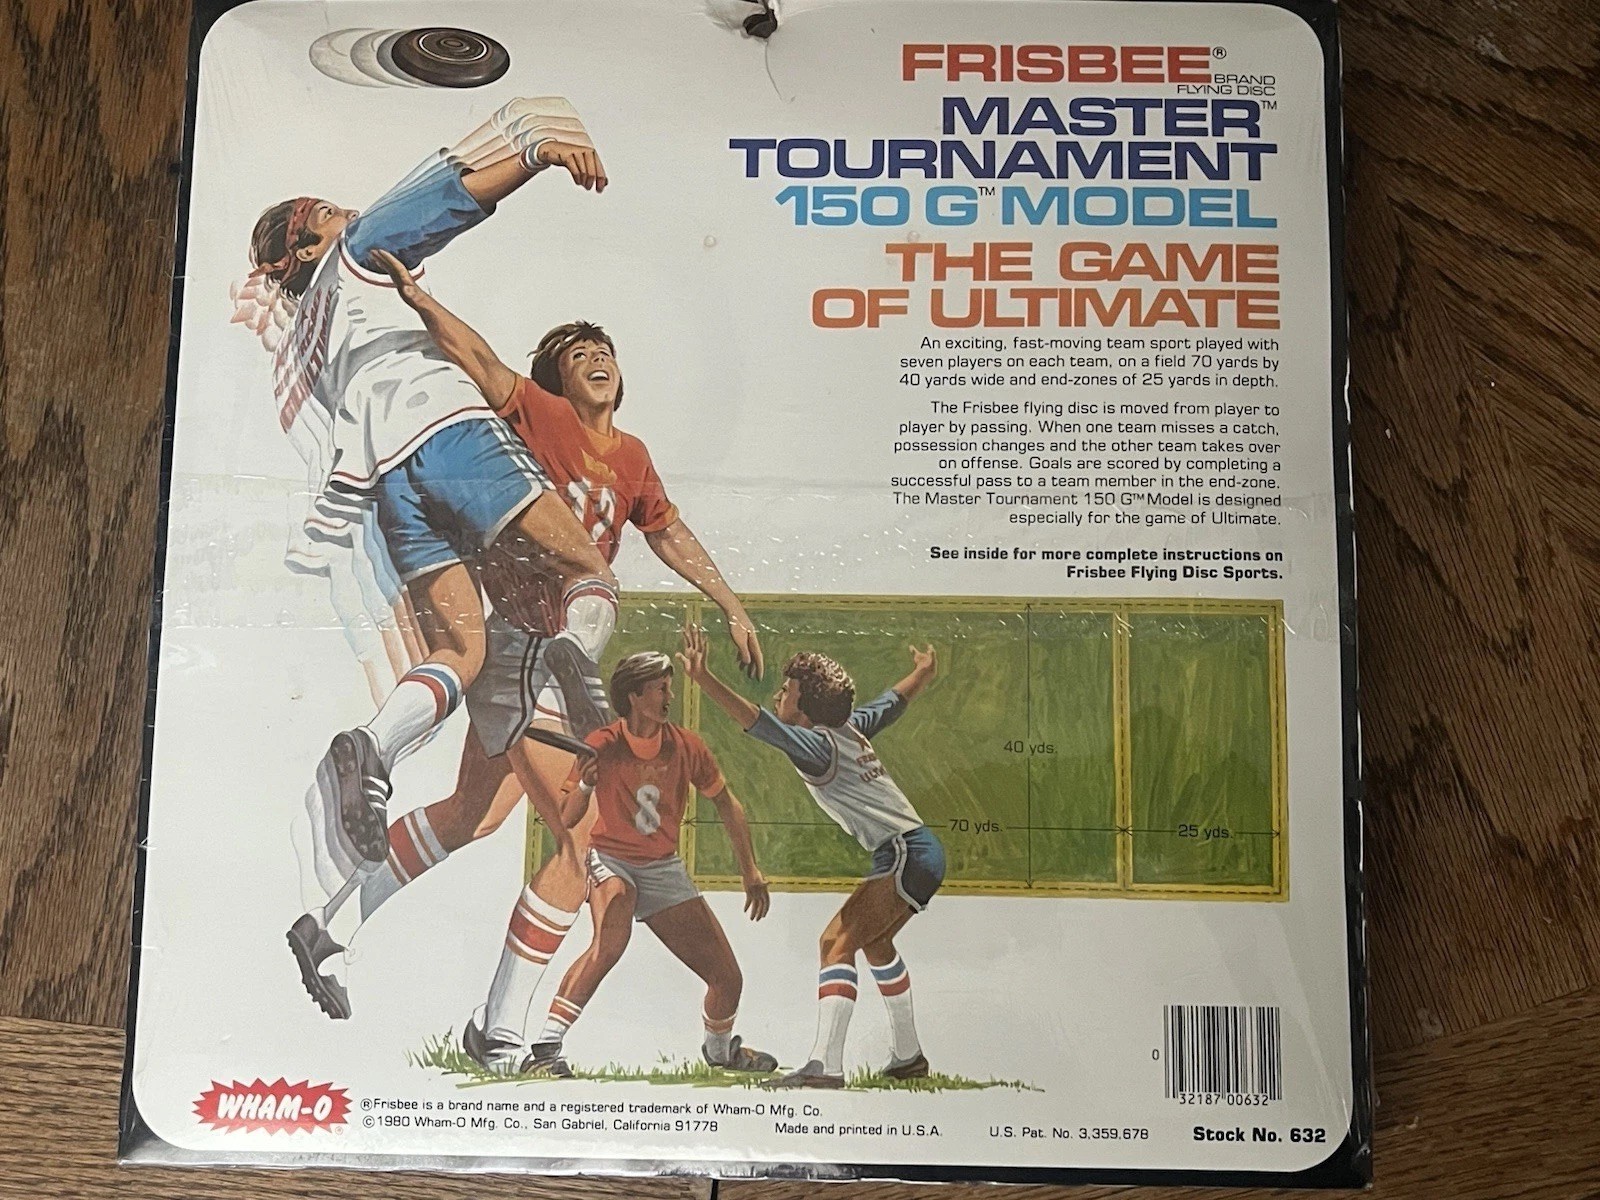 FRISBEE®
BRAND
FLYING DISC
MASTER™
TOURNAMENT
150 G™ MODEL
THE GAME
OF ULTIMATE
An exciting, fast-moving team sport played with
seven players on each team, on a field 70 yards by
40 yards wide and end-zones of 25 yards in depth.
The Frisbee flying disc is moved from player to
player by passing. When one team misses a catch,
possession changes and the other team takes over
on offense. Goals are scored by completing a
successful pass to a team member in the end-zone.
The Master Tournament 150 G™ Model is designed
especially for the game of Ultimate.
See inside for more complete instructions on
Frisbee Flying Disc Sports.
40 yds.
70 yds.
25 yds.
8
0
32187 00632
WHAM-O®
®Frisbee is a brand name and a registered trademark of Wham-O Mfg. Co.
©1980 Wham-O Mfg. Co., San Gabriel, California 91778
Made and printed in U.S.A.
U.S. Pat. No. 3,359,678
Stock No. 632